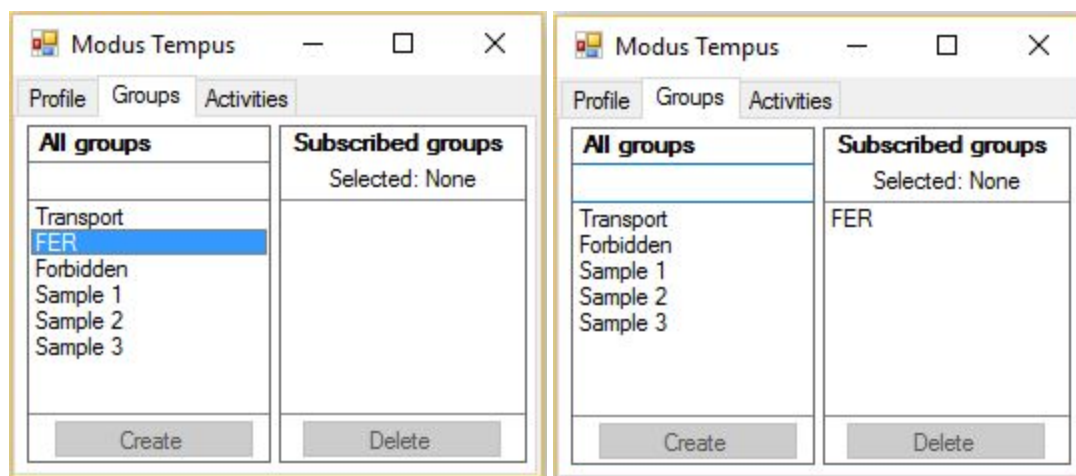 Modus Tempus
Profile Groups Activities
All groups
Transport
FER
Forbidden
Sample 1
Sample 2
Sample 3
Create
Subscribed groups
Selected: None
Delete
Modus Tempus
Profile Groups Activities
All groups
Transport
Forbidden
Sample 1
Sample 2
Sample 3
Create
Subscribed groups
Selected: None
FER
Delete